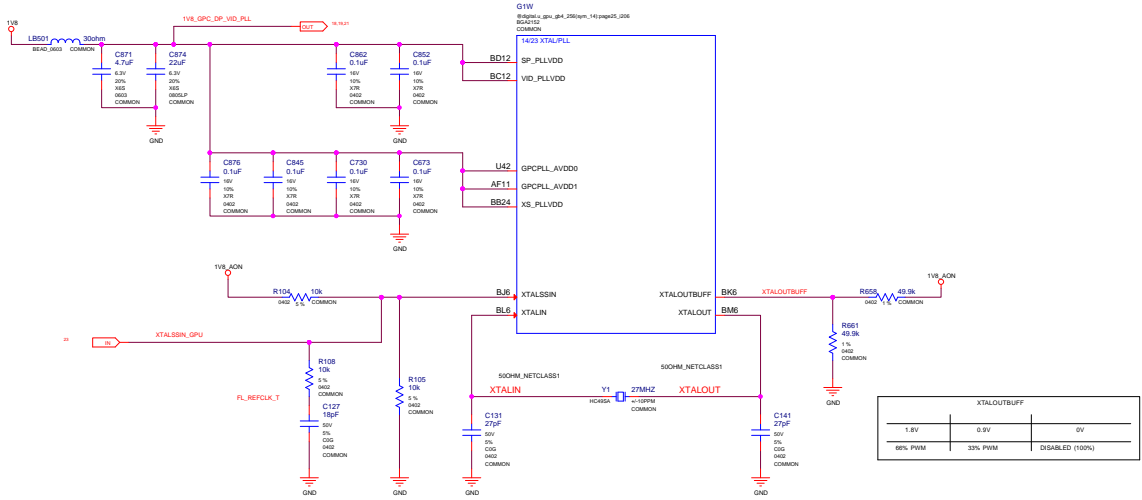 G1W
@digital.u_gpu_gb4_256(sym_14):page25_i206
BGA2152
COMMON
1V8
1V8_GPC_DP_VID_PLL
OUT
18,19,21
LB501
30ohm
BEAD_0603
COMMON
14/23 XTAL/PLL
C871
4.7uF
6.3V
20%
X6S
0603
COMMON
C874
22uF
6.3V
20%
X6S
0805LP
COMMON
C862
0.1uF
16V
10%
X7R
0402
COMMON
C852
0.1uF
16V
10%
X7R
0402
COMMON
BD12
SP_PLLVDD
BC12
VID_PLLVDD
GND
GND
C876
0.1uF
16V
10%
X7R
0402
COMMON
C845
0.1uF
16V
10%
X7R
0402
COMMON
C730
0.1uF
16V
10%
X7R
0402
COMMON
C673
0.1uF
16V
10%
X7R
0402
COMMON
U42
GPCPLL_AVDD0
AF11
GPCPLL_AVDD1
BB24
XS_PLLVDD
GND
1V8_AON
R104
10k
0402
5 %
COMMON
BJ6
XTALSSIN
BL6
XTALIN
XTALOUTBUFF
BK6
XTALOUTBUFF
XTALOUT
BM6
1V8_AON
R658
49.9k
0402
1 %
COMMON
R661
49.9k
1 %
0402
COMMON
GND
IN
XTALSSIN_GPU
R108
10k
5 %
0402
COMMON
FL_REFCLK_T
C127
18pF
50V
5%
C0G
0402
COMMON
GND
R105
10k
5 %
0402
COMMON
GND
50OHM_NETCLASS1
XTALIN
Y1
27MHZ
HC49SA
+/-10PPM
COMMON
50OHM_NETCLASS1
XTALOUT
C131
27pF
50V
5%
C0G
0402
COMMON
GND
C141
27pF
50V
5%
C0G
0402
COMMON
GND
XTALOUTBUFF
1.8V 0.9V 0V
66% PWM 33% PWM DISABLED (100%)